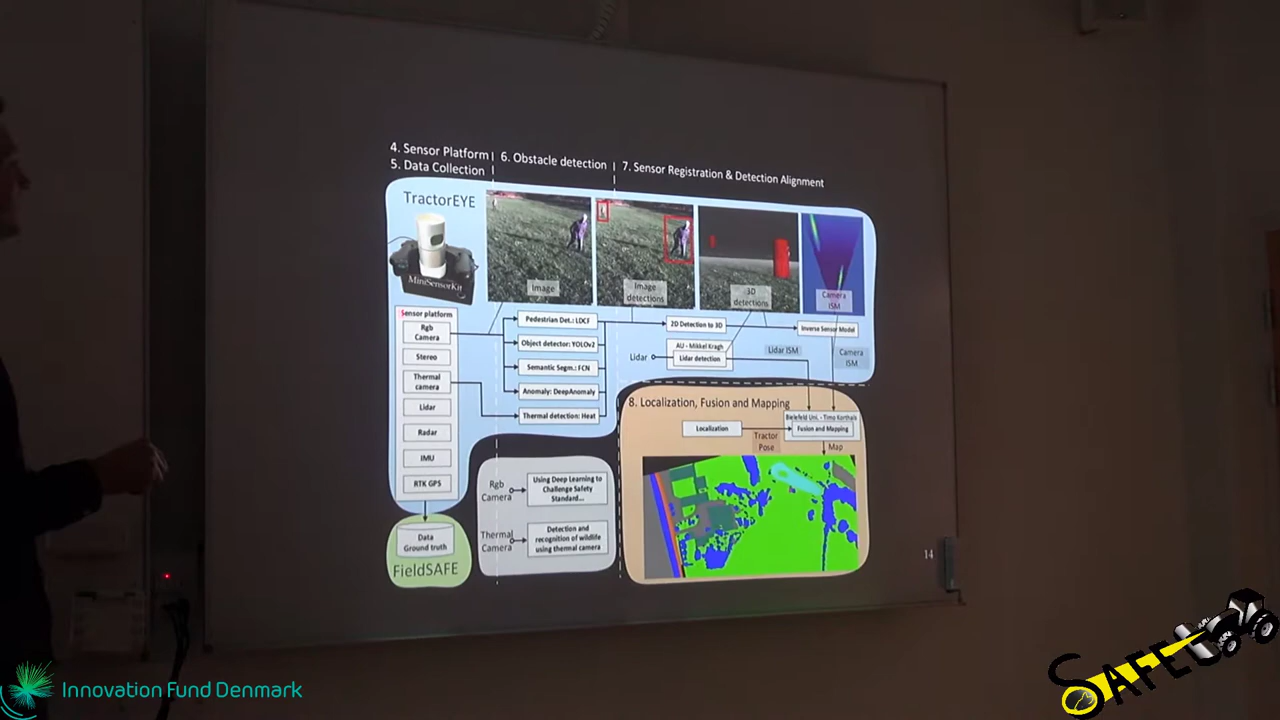 4. Sensor Platform
5. Data Collection
6. Obstacle detection
7. Sensor Registration & Detection Alignment
TractorEYE
MiniSensorKit
Image
Image
detections
3D
detections
Camera
ISM
Sensor platform
Rgb
Camera
Stereo
Thermal
camera
Lidar
Radar
IMU
RTK GPS
Pedestrian Det.: LDCF
Object detector: YOLOv2
Semantic Segm.: FCN
Anomaly: DeepAnomaly
Thermal detection: Heat
2D Detection to 3D
Inverse Sensor Model
AU - Mikkel Kragh
Lidar
Lidar detection
Lidar ISM
Camera
ISM
8. Localization, Fusion and Mapping
Bielefeld Uni. - Timo Korthals
Localization
Fusion and Mapping
Tractor
Pose
Map
Rgb
Camera
Using Deep Learning to
Challenge Safety
Standard...
Thermal
Camera
Detection and
recognition of wildlife
using thermal camera
Data
Ground truth
FieldSAFE
14
Innovation Fund Denmark
SAFE